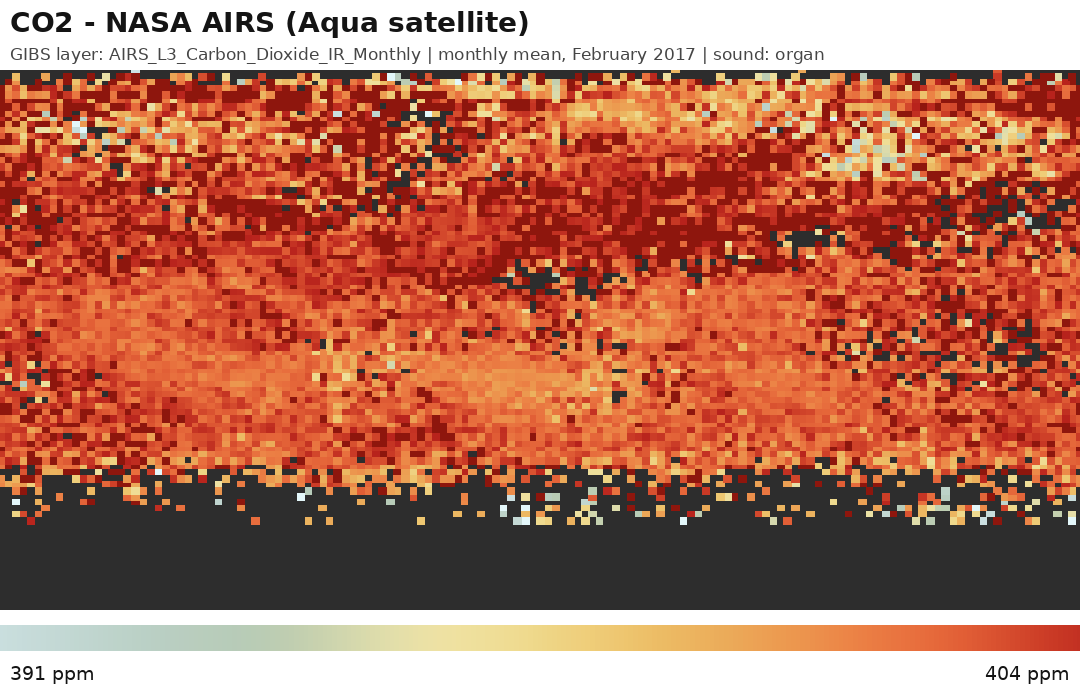 CO2 - NASA AIRS (Aqua satellite)
GIBS layer: AIRS_L3_Carbon_Dioxide_IR_Monthly | monthly mean, February 2017 | sound: organ
391 ppm
404 ppm